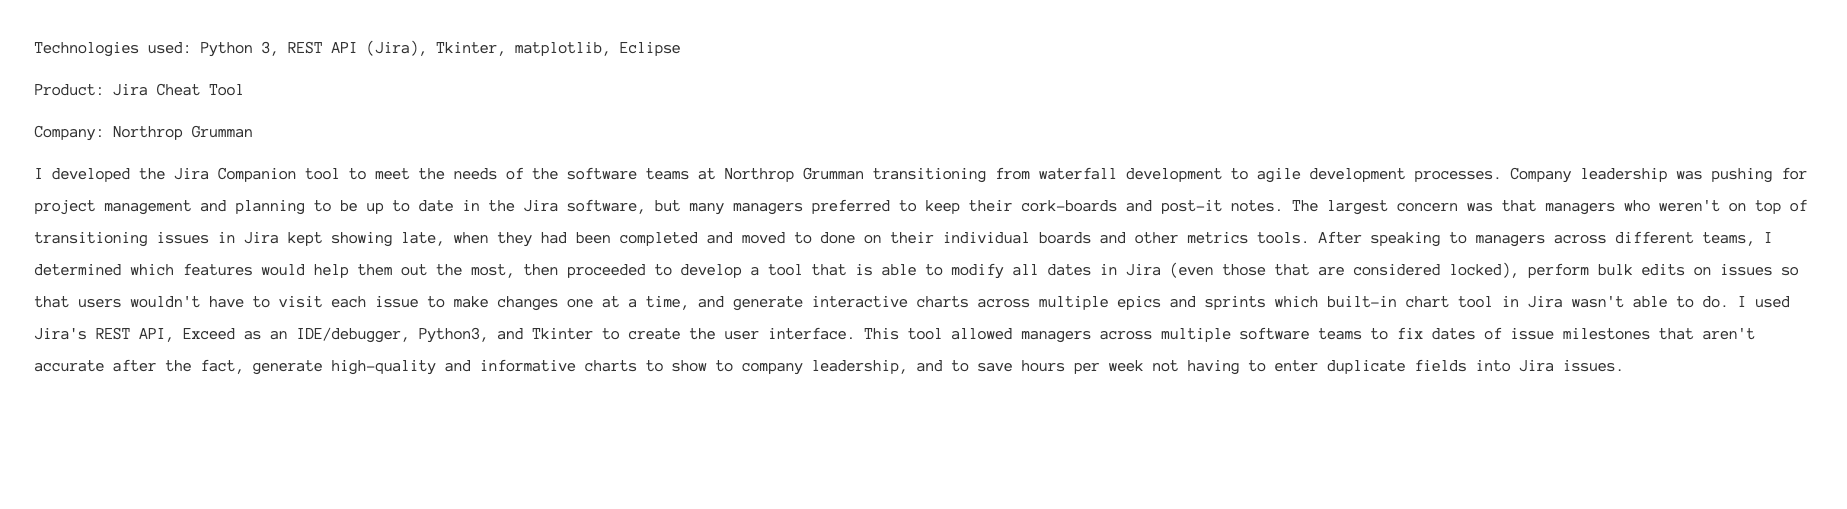 Technologies used: Python 3, REST API (Jira), Tkinter, matplotlib, Eclipse
Product: Jira Cheat Tool
Company: Northrop Grumman
I developed the Jira Companion tool to meet the needs of the software teams at Northrop Grumman transitioning from waterfall development to agile development processes. Company leadership was pushing for
project management and planning to be up to date in the Jira software, but many managers preferred to keep their cork-boards and post-it notes. The largest concern was that managers who weren't on top of
transitioning issues in Jira kept showing late, when they had been completed and moved to done on their individual boards and other metrics tools. After speaking to managers across different teams, I
determined which features would help them out the most, then proceeded to develop a tool that is able to modify all dates in Jira (even those that are considered locked), perform bulk edits on issues so
that users wouldn't have to visit each issue to make changes one at a time, and generate interactive charts across multiple epics and sprints which built-in chart tool in Jira wasn't able to do. I used
Jira's REST API, Exceed as an IDE/debugger, Python3, and Tkinter to create the user interface. This tool allowed managers across multiple software teams to fix dates of issue milestones that aren't
accurate after the fact, generate high-quality and informative charts to show to company leadership, and to save hours per week not having to enter duplicate fields into Jira issues.